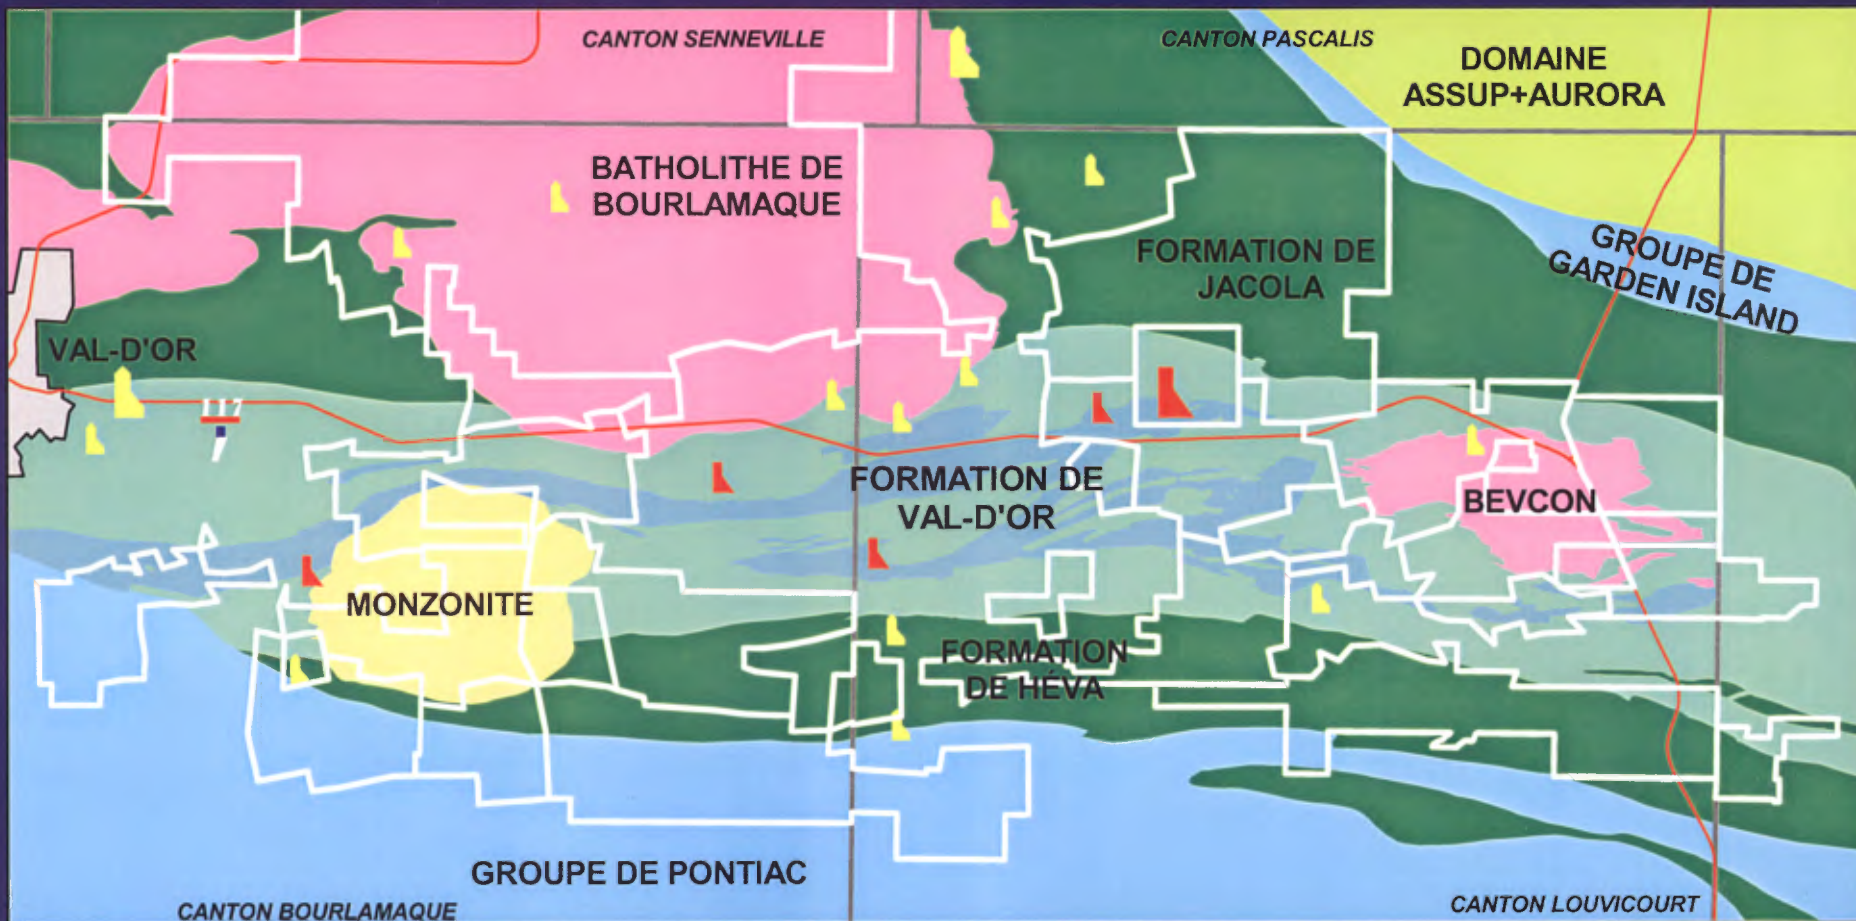 CANTON SENNEVILLE
CANTON PASCALIS
DOMAINE
ASSUP+AURORA
BATHOLITHE DE
BOURLAMAQUE
FORMATION DE
JACOLA
GROUPE DE
GARDEN ISLAND
VAL-D'OR
117
FORMATION DE
VAL-D'OR
BEVCON
MONZONITE
FORMATION
DE HÉVA
GROUPE DE PONTIAC
CANTON BOURLAMAQUE
CANTON LOUVICOURT